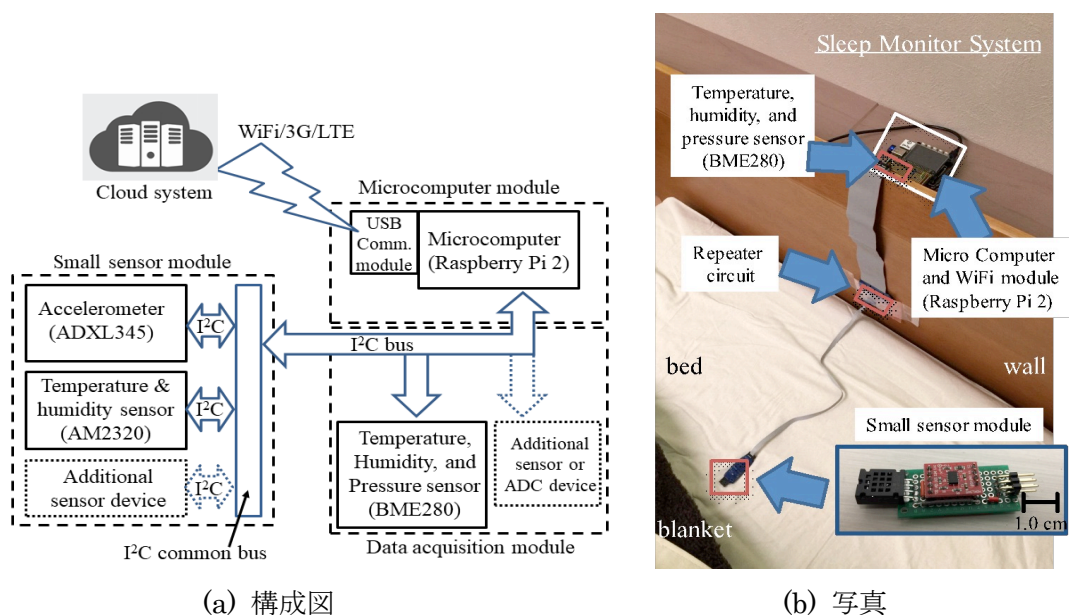 WiFi/3G/LTE
Cloud system
Microcomputer module
USB
Comm.
module
Microcomputer
(Raspberry Pi 2)
Small sensor module
Accelerometer
(ADXL345)
I²C
Temperature &
humidity sensor
(AM2320)
I²C
Additional
sensor device
I²C
I²C common bus
I²C bus
Temperature,
Humidity, and
Pressure sensor
(BME280)
Additional
sensor or
ADC device
Data acquisition module
(a) 構成図
Sleep Monitor System
Temperature,
humidity, and
pressure sensor
(BME280)
Repeater
circuit
Micro Computer
and WiFi module
(Raspberry Pi 2)
bed
wall
Small sensor module
1.0 cm
blanket
(b) 写真